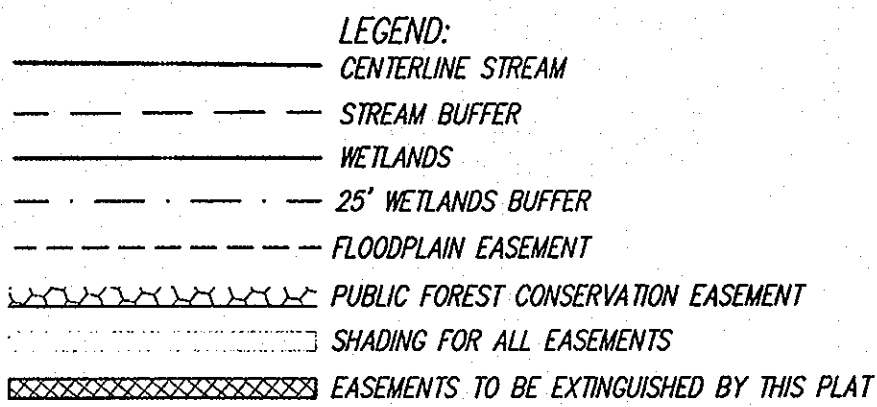 LEGEND:
CENTERLINE STREAM
STREAM BUFFER
WETLANDS
25' WETLANDS BUFFER
FLOODPLAIN EASEMENT
PUBLIC FOREST CONSERVATION EASEMENT
SHADING FOR ALL EASEMENTS
EASEMENTS TO BE EXTINGUISHED BY THIS PLAT